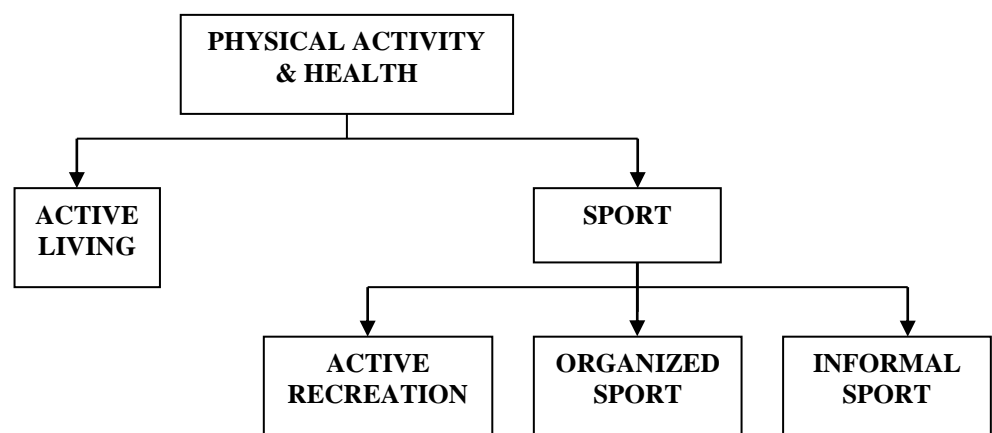 PHYSICAL ACTIVITY
& HEALTH
ACTIVE
LIVING
SPORT
ACTIVE
RECREATION
ORGANIZED
SPORT
INFORMAL
SPORT